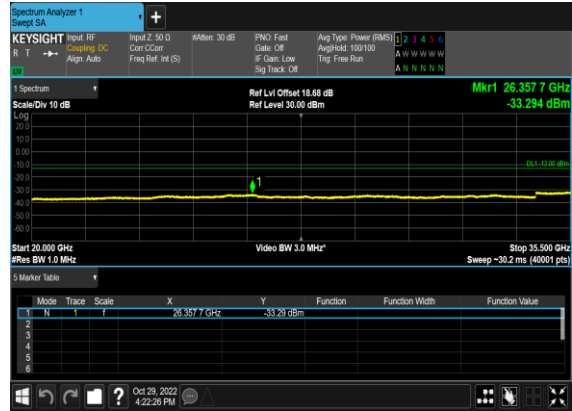 Spectrum Analyzer 1
Swept SA
+
KEYSIGHT Input: RF Input Z: 50 Ω #Atten: 30 dB PNO: Fast Avg Type: Power (RMS) 1 2 3 4 5 6
R T Coupling: DC Corr CCorr Gate: Off Avg|Hold: 100/100 A W W W W W
Align: Auto Freq Ref: Int (S) IF Gain: Low Trig: Free Run
Sig Track: Off A N N N N N
1 Spectrum Ref Lvl Offset 18.68 dB Mkr1 26.357 7 GHz
Scale/Div 10 dB Ref Level 30.00 dBm -33.294 dBm
Log
20.0
10.0
0.00
-10.0
DL1 -13.00 dBm
-20.0
1
-30.0
-40.0
-50.0
-60.0
Start 20.000 GHz Video BW 3.0 MHz* Stop 35.500 GHz
#Res BW 1.0 MHz Sweep ~30.2 ms (40001 pts)
5 Marker Table
Mode Trace Scale X Y Function Function Width Function Value
1 N 1 f 26.357 7 GHz -33.29 dBm
2
3
4
5
6
? Oct 29, 2022
4:22:26 PM